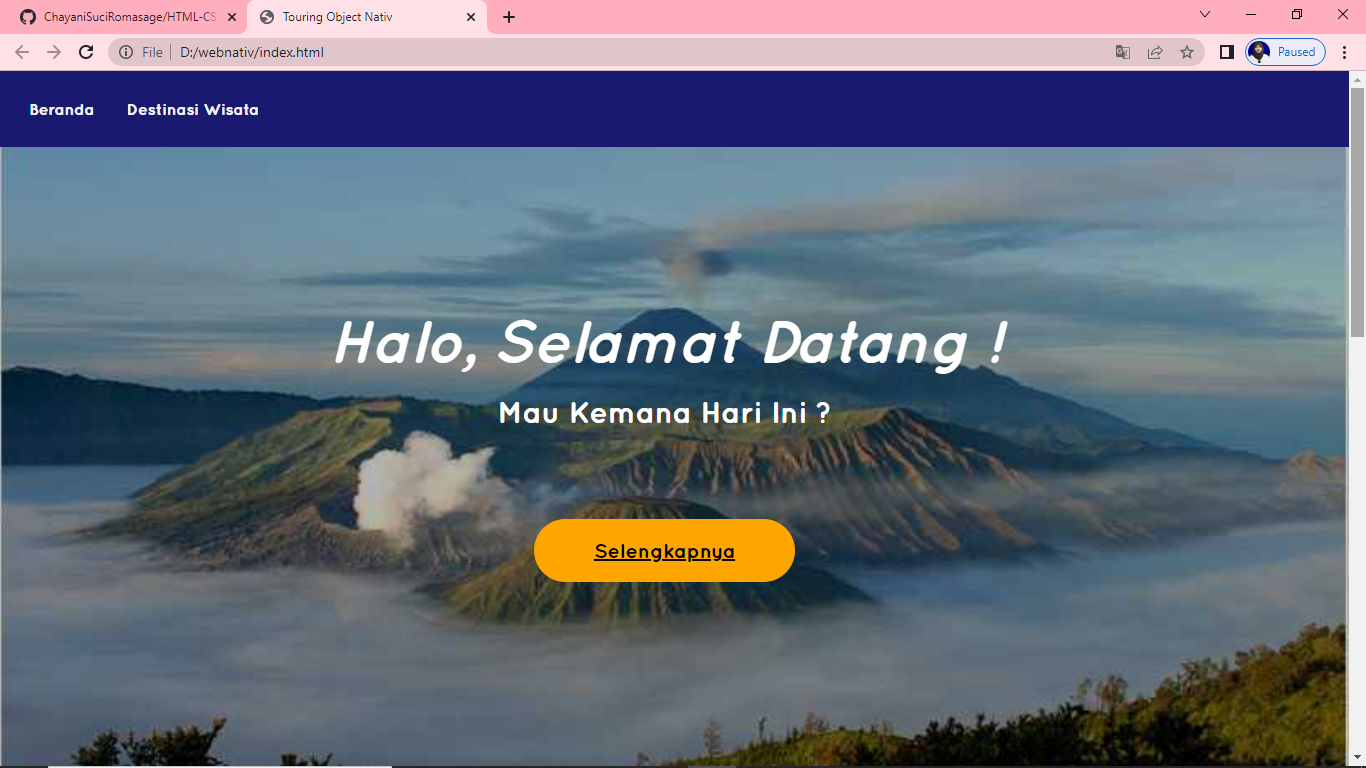 ChayaniSuciRomasage/HTML-CS
Touring Object Nativ
File
D:/webnativ/index.html
Paused
Beranda
Destinasi Wisata
Halo, Selamat Datang !
Mau Kemana Hari Ini ?
Selengkapnya